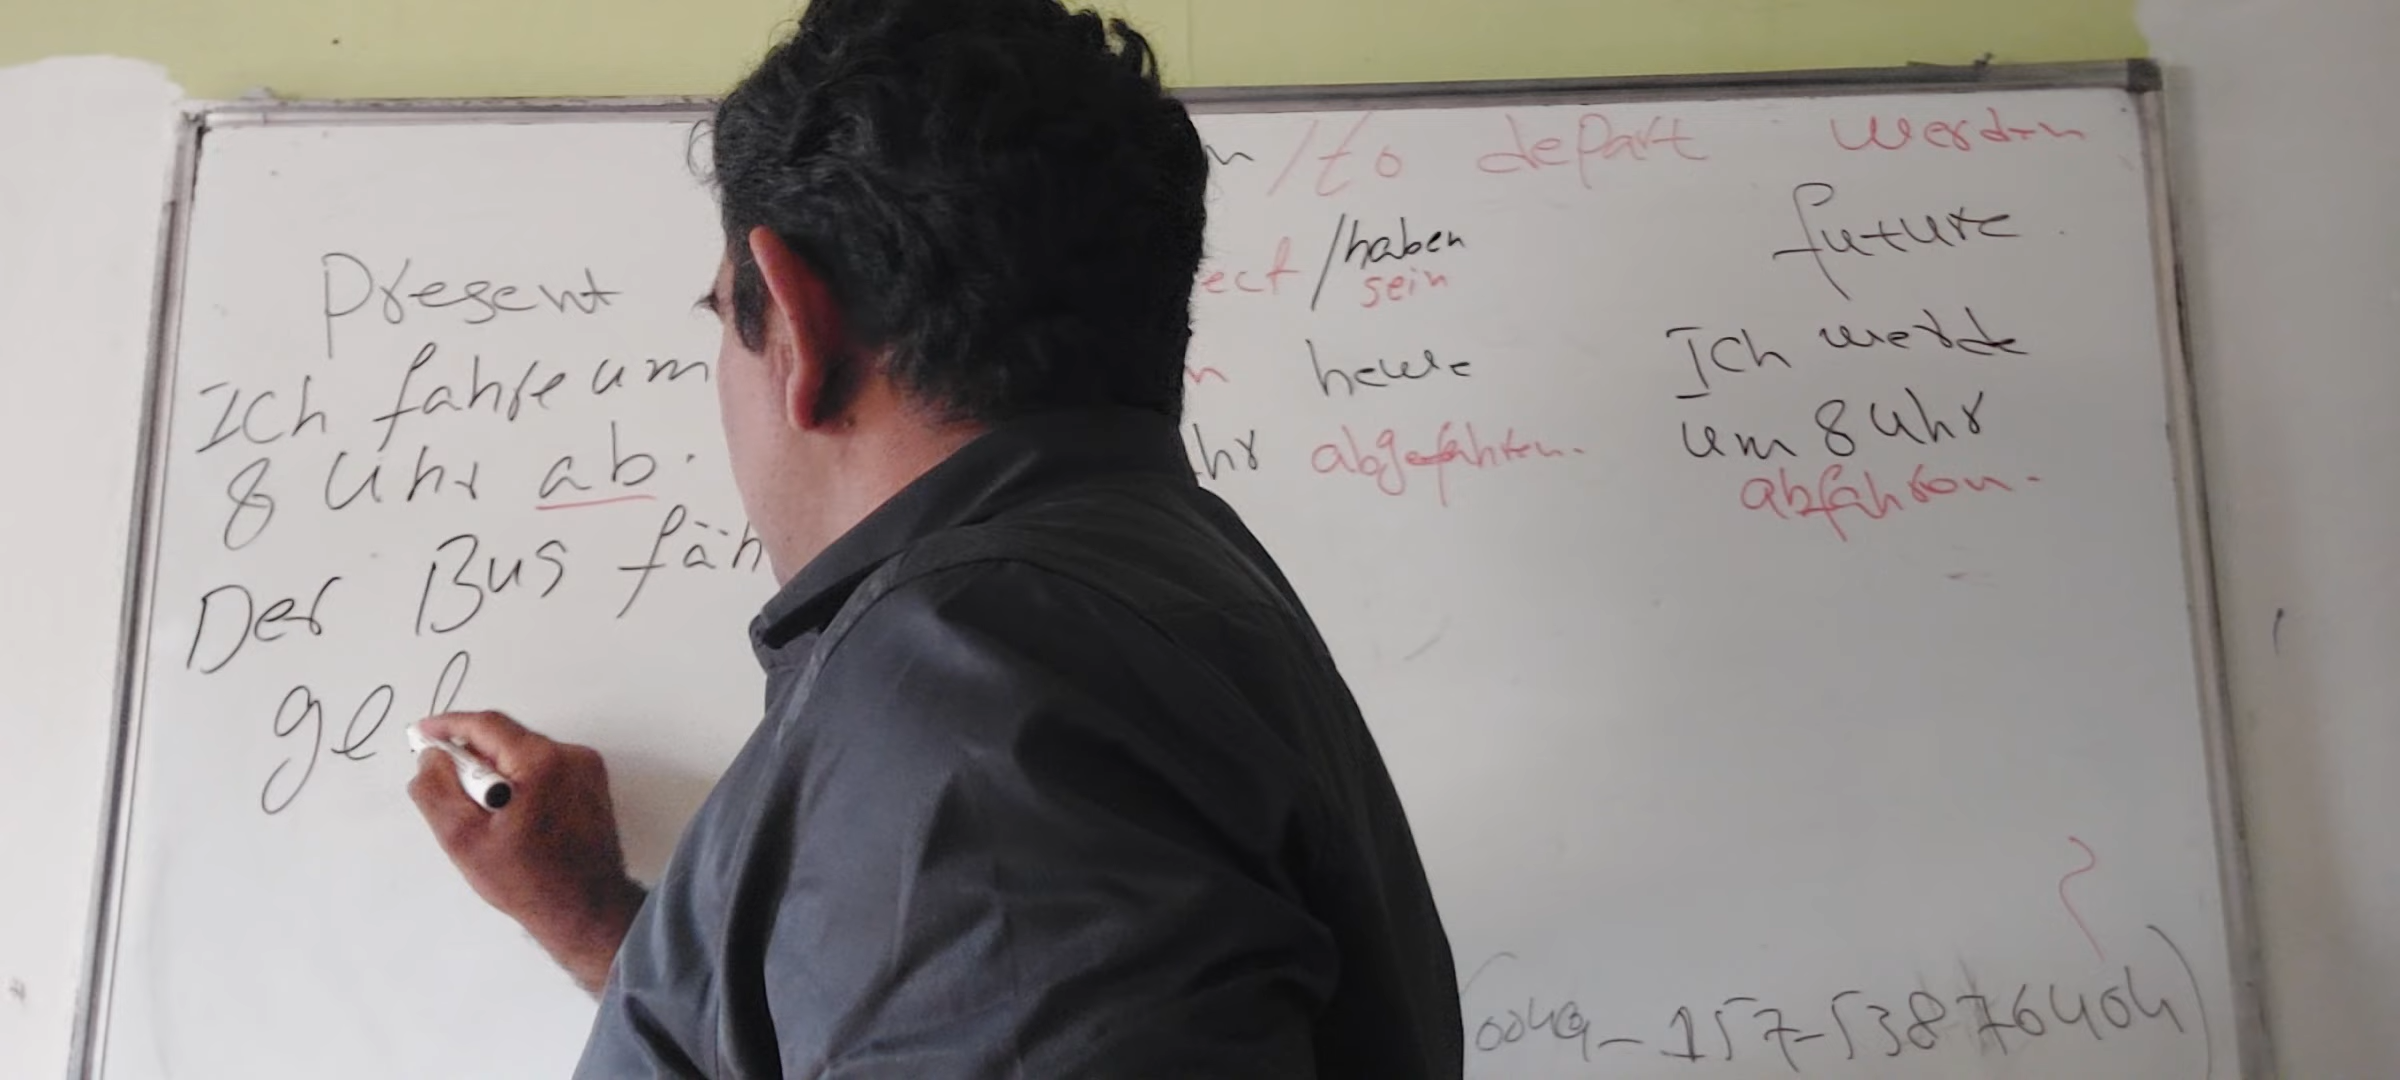 /to depart werden
Present
ect /haben
sein
future
Ich fahre um
8 Uhr ab.
n heute
hr abgefahren.
Ich werde
um 8 Uhr
abfahren.
Der Bus fäh
gel
(0049-157-53876404)